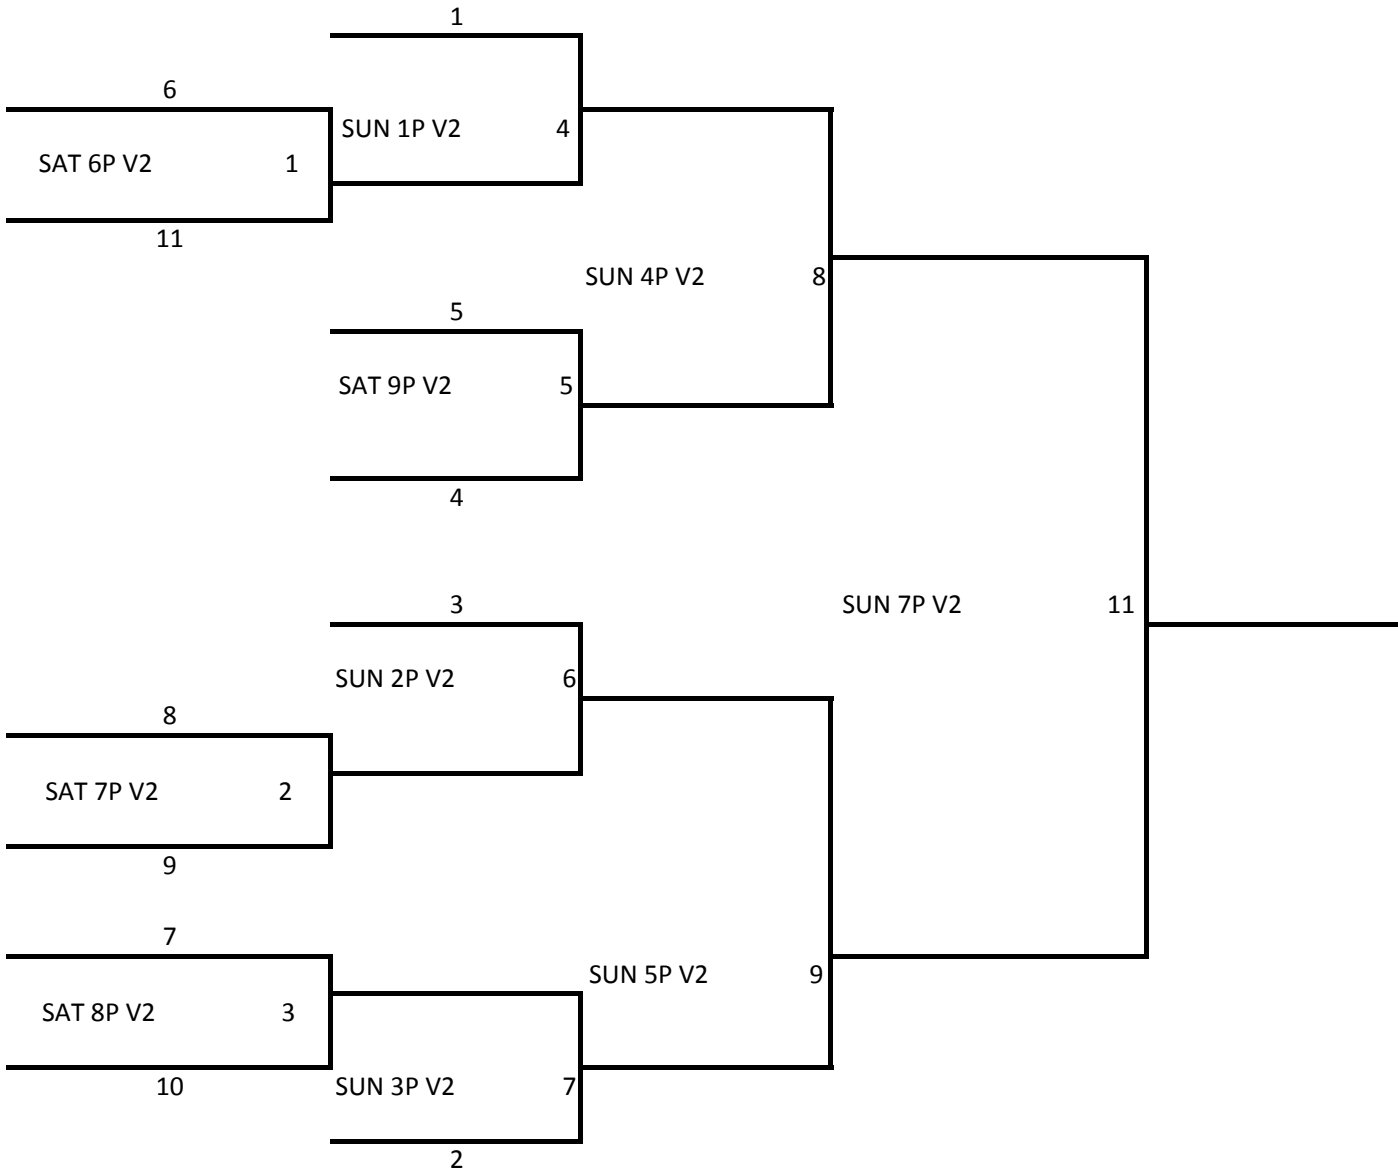 1
6
SUN 1P V2 4
SAT 6P V2 1
11
SUN 4P V2 8
5
SAT 9P V2 5
4
3
SUN 7P V2 11
SUN 2P V2 6
8
SAT 7P V2 2
9
7
SUN 5P V2 9
SAT 8P V2 3
10
SUN 3P V2 7
2